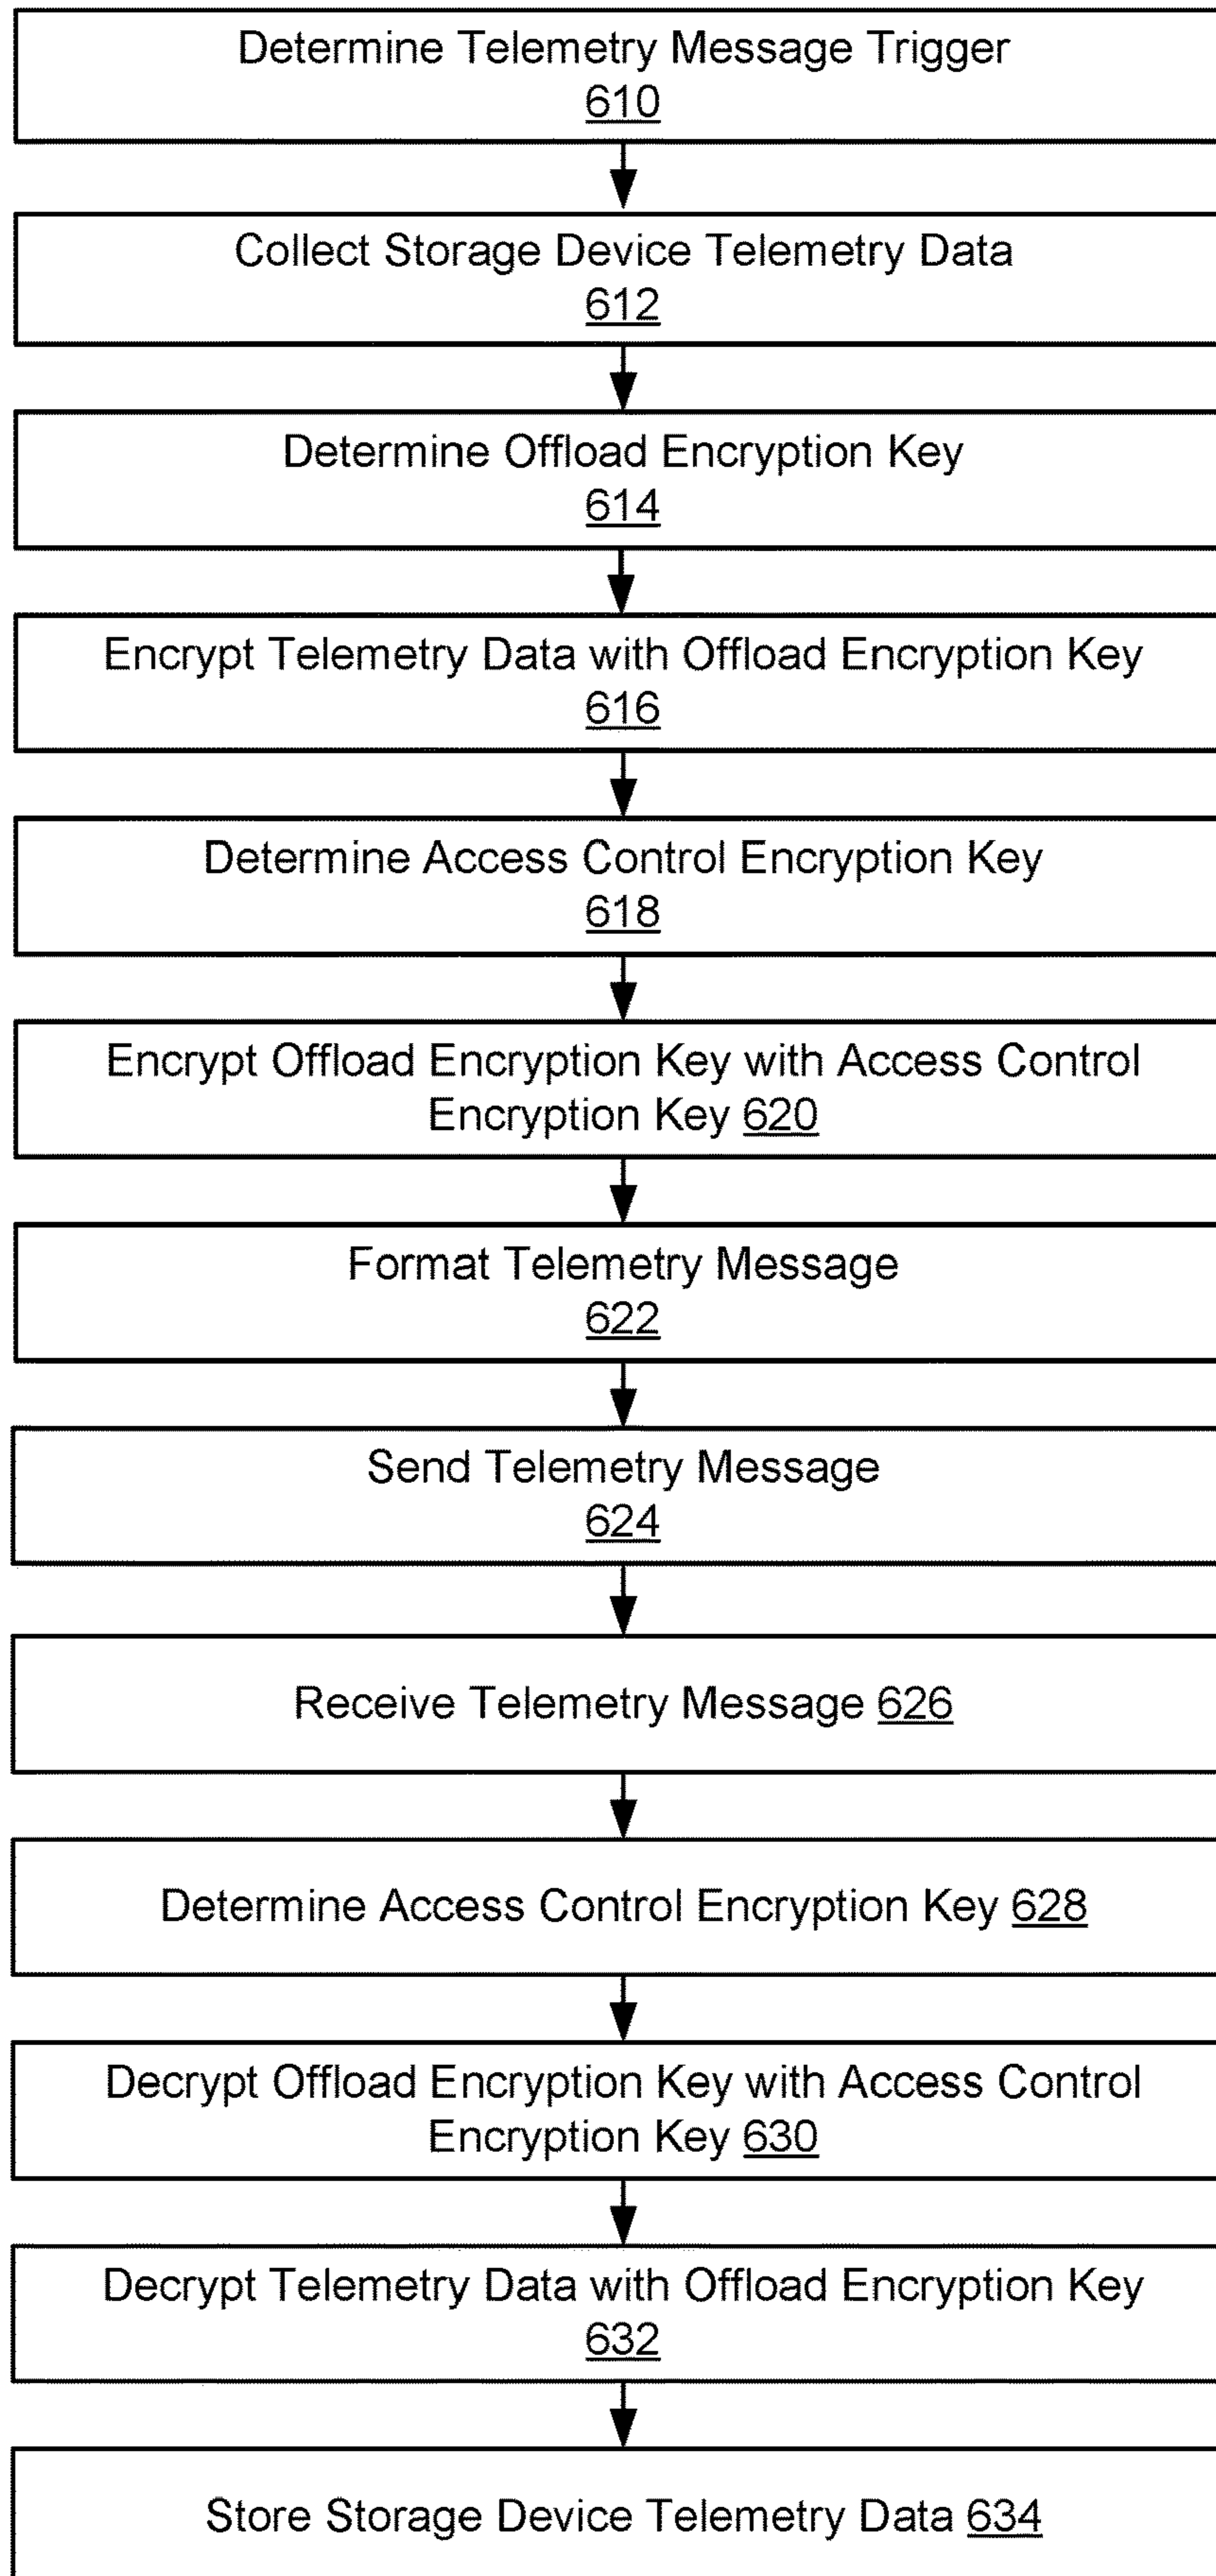 Determine Telemetry Message Trigger
610
Collect Storage Device Telemetry Data
612
Determine Offload Encryption Key
614
Encrypt Telemetry Data with Offload Encryption Key
616
Determine Access Control Encryption Key
618
Encrypt Offload Encryption Key with Access Control
Encryption Key 620
Format Telemetry Message
622
Send Telemetry Message
624
Receive Telemetry Message 626
Determine Access Control Encryption Key 628
Decrypt Offload Encryption Key with Access Control
Encryption Key 630
Decrypt Telemetry Data with Offload Encryption Key
632
Store Storage Device Telemetry Data 634